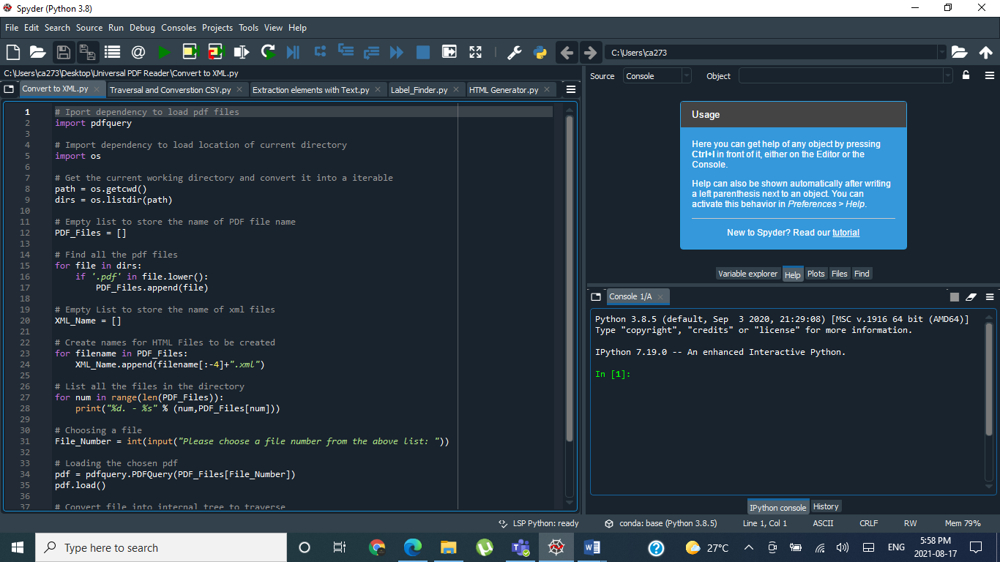 Spyder (Python 3.8)
File Edit Search Source Run Debug Consoles Projects Tools View Help
C:\Users\ca273
C:\Users\ca273\Desktop\Universal PDF Reader\Convert to XML.py
Convert to XML.py Traversal and Converstion CSV.py Extraction elements with Text.py Label_Finder.py HTML Generator.py
1 # Iport dependency to load pdf files
2 import pdfquery
3
4 # Import dependency to load location of current directory
5 import os
6
7 # Get the current working directory and convert it into a iterable
8 path = os.getcwd()
9 dirs = os.listdir(path)
10
11 # Empty list to store the name of PDF file name
12 PDF_Files = []
13
14 # Find all the pdf files
15 for file in dirs:
16     if '.pdf' in file.lower():
17         PDF_Files.append(file)
18
19 # Empty List to store the name of xml files
20 XML_Name = []
21
22 # Create names for HTML Files to be created
23 for filename in PDF_Files:
24     XML_Name.append(filename[:-4]+".xml")
25
26 # List all the files in the directory
27 for num in range(len(PDF_Files)):
28     print("%d. - %s" % (num,PDF_Files[num]))
29
30 # Choosing a file
31 File_Number = int(input("Please choose a file number from the above list: "))
32
33 # Loading the chosen pdf
34 pdf = pdfquery.PDFQuery(PDF_Files[File_Number])
35 pdf.load()
36
37 # Convert file into internal tree to traverse
Source Console Object
Usage
Here you can get help of any object by pressing
Ctrl+I in front of it, either on the Editor or the
Console.
Help can also be shown automatically after writing
a left parenthesis next to an object. You can
activate this behavior in Preferences > Help.
New to Spyder? Read our tutorial
Variable explorer Help Plots Files Find
Console 1/A
Python 3.8.5 (default, Sep  3 2020, 21:29:08) [MSC v.1916 64 bit (AMD64)]
Type "copyright", "credits" or "license" for more information.
IPython 7.19.0 -- An enhanced Interactive Python.
In [1]:
IPython console History
LSP Python: ready conda: base (Python 3.8.5) Line 1, Col 1 ASCII CRLF RW Mem 79%
Type here to search
27°C ENG
5:58 PM
2021-08-17